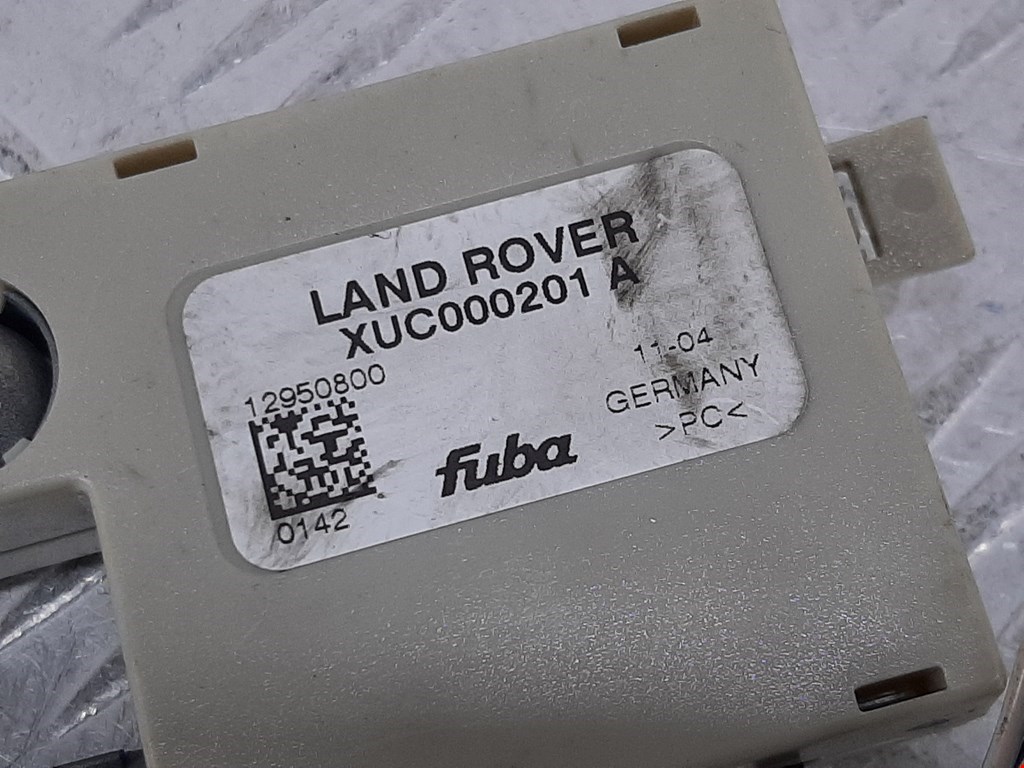 LAND ROVER
XUC000201 A
12950800
0142
fuba
11-04
GERMANY
>PC<